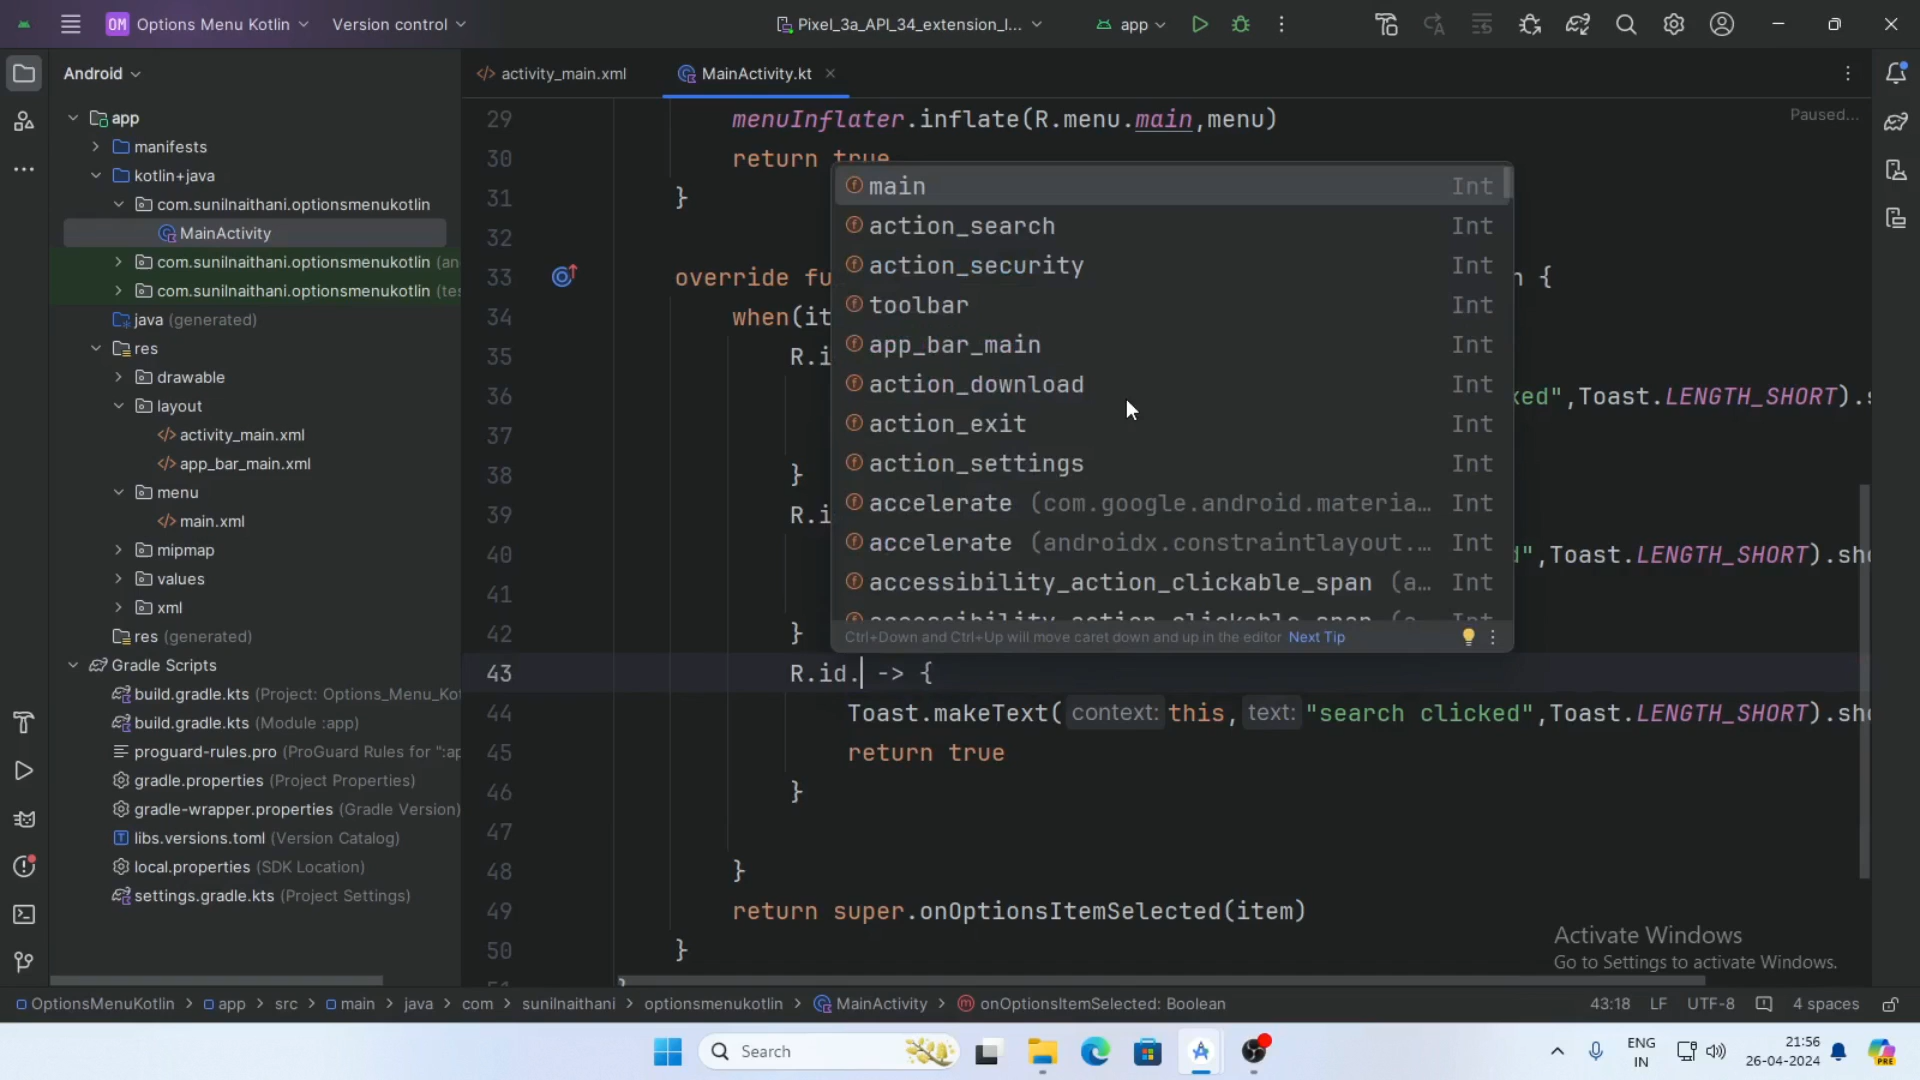 OM Options Menu Kotlin Version control Pixel_3a_API_34_extension_l... app
Android
activity_main.xml MainActivity.kt
Paused...
app
manifests
kotlin+java
com.sunilnaithani.optionsmenukotlin
MainActivity
com.sunilnaithani.optionsmenukotlin (an
com.sunilnaithani.optionsmenukotlin (tes
java (generated)
res
drawable
layout
activity_main.xml
app_bar_main.xml
menu
main.xml
mipmap
values
xml
res (generated)
Gradle Scripts
build.gradle.kts (Project: Options_Menu_Kot
build.gradle.kts (Module :app)
proguard-rules.pro (ProGuard Rules for ":ap
gradle.properties (Project Properties)
gradle-wrapper.properties (Gradle Version)
libs.versions.toml (Version Catalog)
local.properties (SDK Location)
settings.gradle.kts (Project Settings)
29 menuInflater.inflate(R.menu.main,menu)
30 return true
31 }
32
33 override fu n {
34 when(it
35 R.i
36 ked",Toast.LENGTH_SHORT).s
37
38 }
39 R.i
40 d",Toast.LENGTH_SHORT).sho
41
42 }
43 R.id. -> {
44 Toast.makeText( context: this, text: "search clicked",Toast.LENGTH_SHORT).sho
45 return true
46 }
47
48 }
49 return super.onOptionsItemSelected(item)
50 }
main Int
action_search Int
action_security Int
toolbar Int
app_bar_main Int
action_download Int
action_exit Int
action_settings Int
accelerate (com.google.android.materia... Int
accelerate (androidx.constraintlayout.... Int
accessibility_action_clickable_span (a... Int
Ctrl+Down and Ctrl+Up will move caret down and up in the editor Next Tip
Activate Windows
Go to Settings to activate Windows.
OptionsMenuKotlin > app > src > main > java > com > sunilnaithani > optionsmenukotlin > MainActivity > onOptionsItemSelected: Boolean 43:18 LF UTF-8 4 spaces
Search
ENG
IN
21:56
26-04-2024
PRE